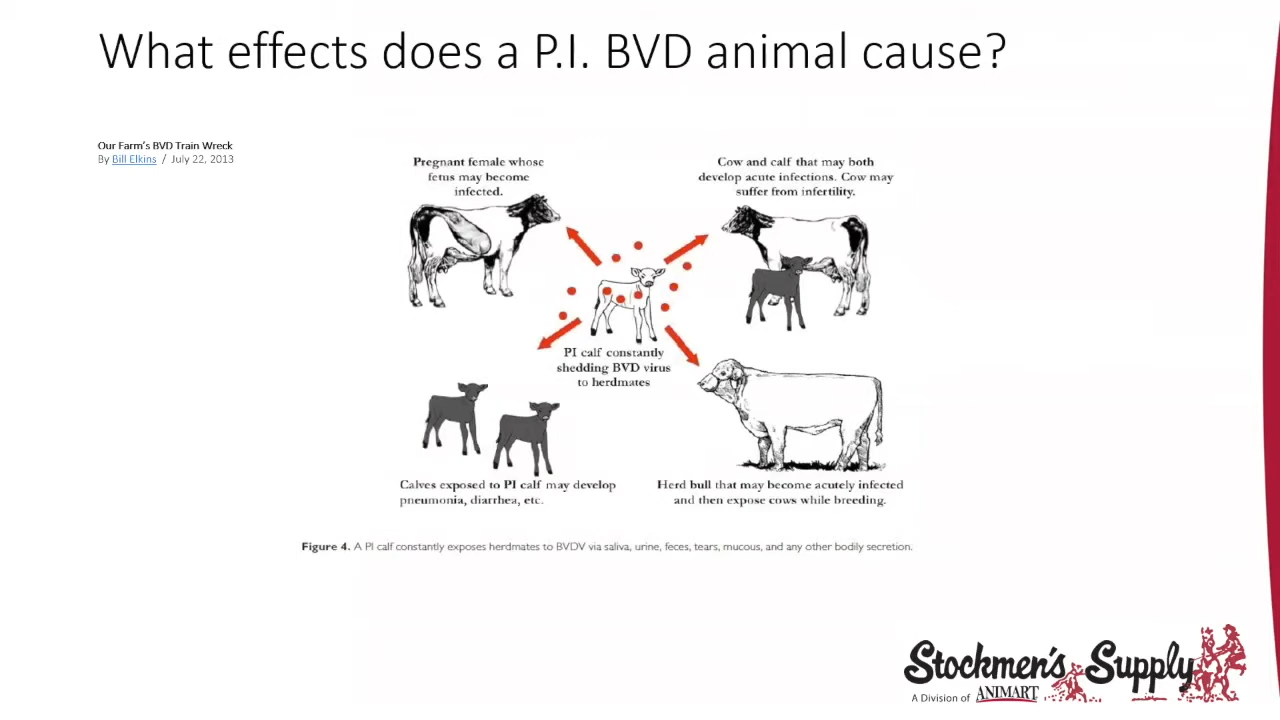 What effects does a P.I. BVD animal cause?
Our Farm's BVD Train Wreck
By Bill Elkins / July 22, 2013
Pregnant female whose
fetus may become
infected.
Cow and calf that may both
develop acute infections. Cow may
suffer from infertility.
PI calf constantly
shedding BVD virus
to herdmates
Calves exposed to PI calf may develop
pneumonia, diarrhea, etc.
Herd bull that may become acutely infected
and then expose cows while breeding.
Figure 4. A PI calf constantly exposes herdmates to BVDV via saliva, urine, feces, tears, mucous, and any other bodily secretion.
Stockmen's Supply
A Division of ANIMART